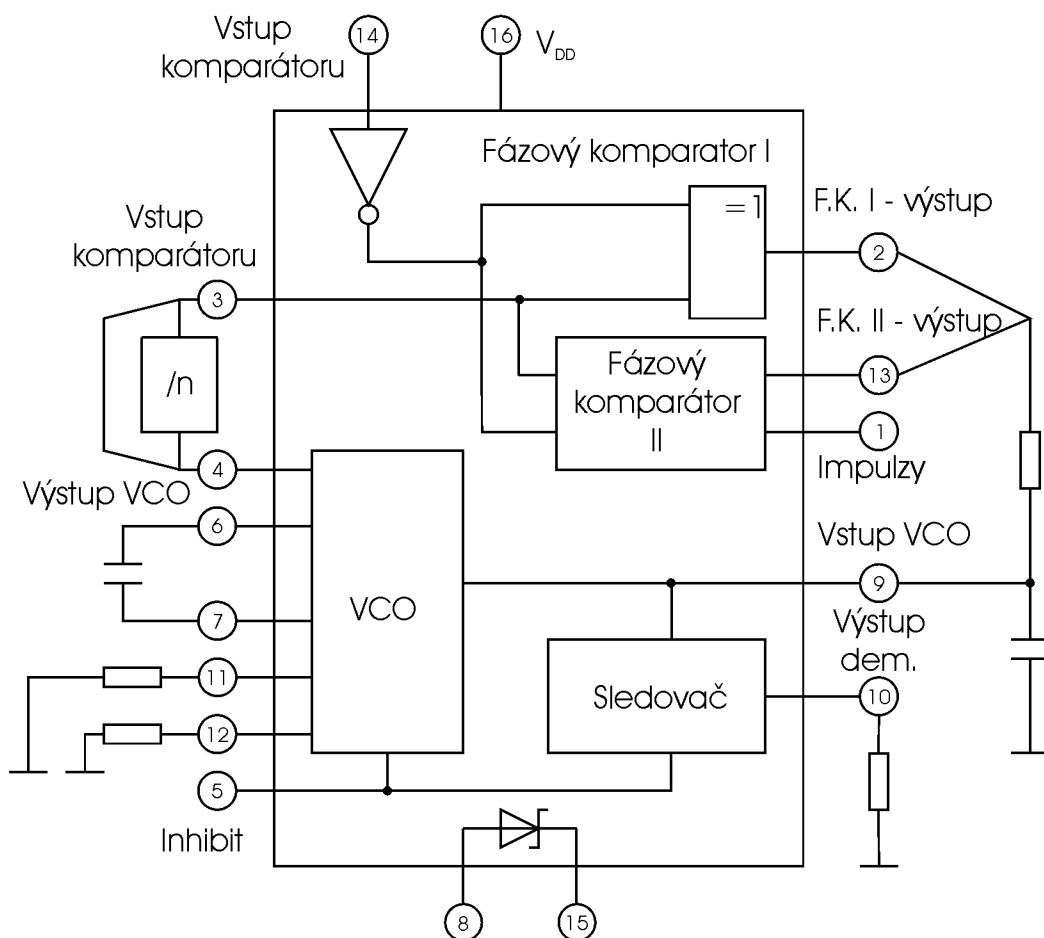 Vstup
komparátoru
14
16
V_DD
Fázový komparator I
=1
F.K. I - výstup
2
Vstup
komparátoru
3
F.K. II - výstup
13
/n
Fázový
komparátor
II
1
Impulzy
4
Výstup VCO
6
VCO
Vstup VCO
9
7
Výstup
dem.
11
Sledovač
10
12
5
Inhibit
8
15